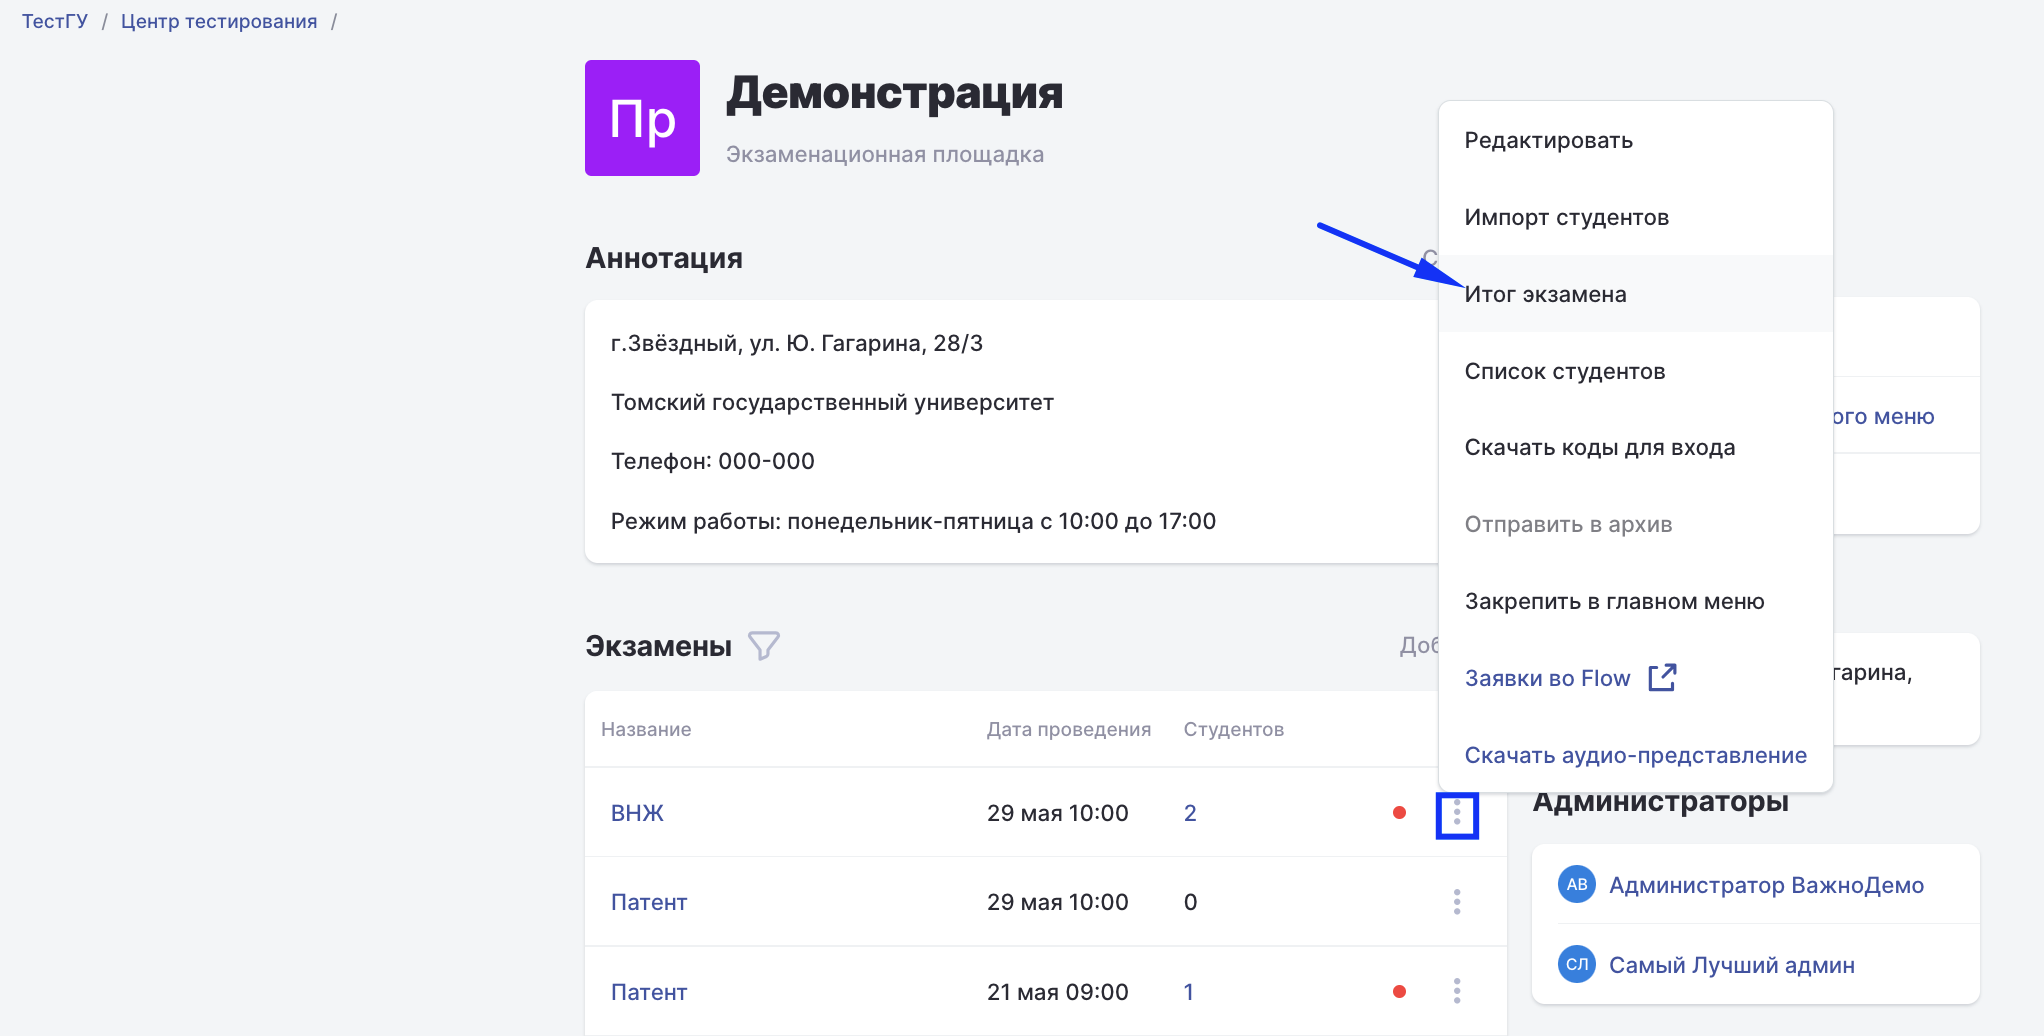 ТестГУ / Центр тестирования /
Пр
Демонстрация
Экзаменационная площадка
Аннотация
г.Звёздный, ул. Ю. Гагарина, 28/3
Томский государственный университет
Телефон: 000-000
Режим работы: понедельник-пятница с 10:00 до 17:00
Редактировать
Импорт студентов
Итог экзамена
Список студентов
Скачать коды для входа
Отправить в архив
Закрепить в главном меню
Заявки во Flow
Скачать аудио-представление
ого меню
гарина,
Экзамены
Доб
Название Дата проведения Студентов
ВНЖ 29 мая 10:00 2
Патент 29 мая 10:00 0
Патент 21 мая 09:00 1
Администраторы
АВ Администратор ВажноДемо
СЛ Самый Лучший админ